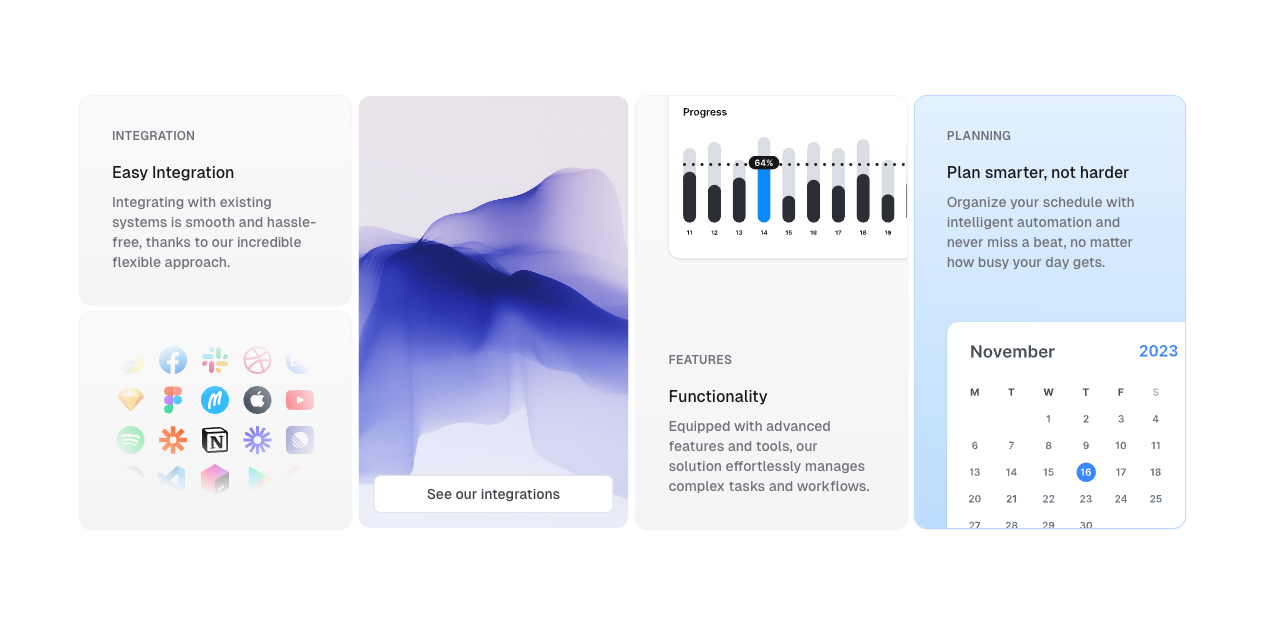 INTEGRATION
Easy Integration
Integrating with existing
systems is smooth and hassle-
free, thanks to our incredible
flexible approach.
See our integrations
Progress
64%
11 12 13 14 15 16 17 18 19
FEATURES
Functionality
Equipped with advanced
features and tools, our
solution effortlessly manages
complex tasks and workflows.
PLANNING
Plan smarter, not harder
Organize your schedule with
intelligent automation and
never miss a beat, no matter
how busy your day gets.
November 2023
M T W T F S
1 2 3 4
6 7 8 9 10 11
13 14 15 16 17 18
20 21 22 23 24 25
27 28 29 30